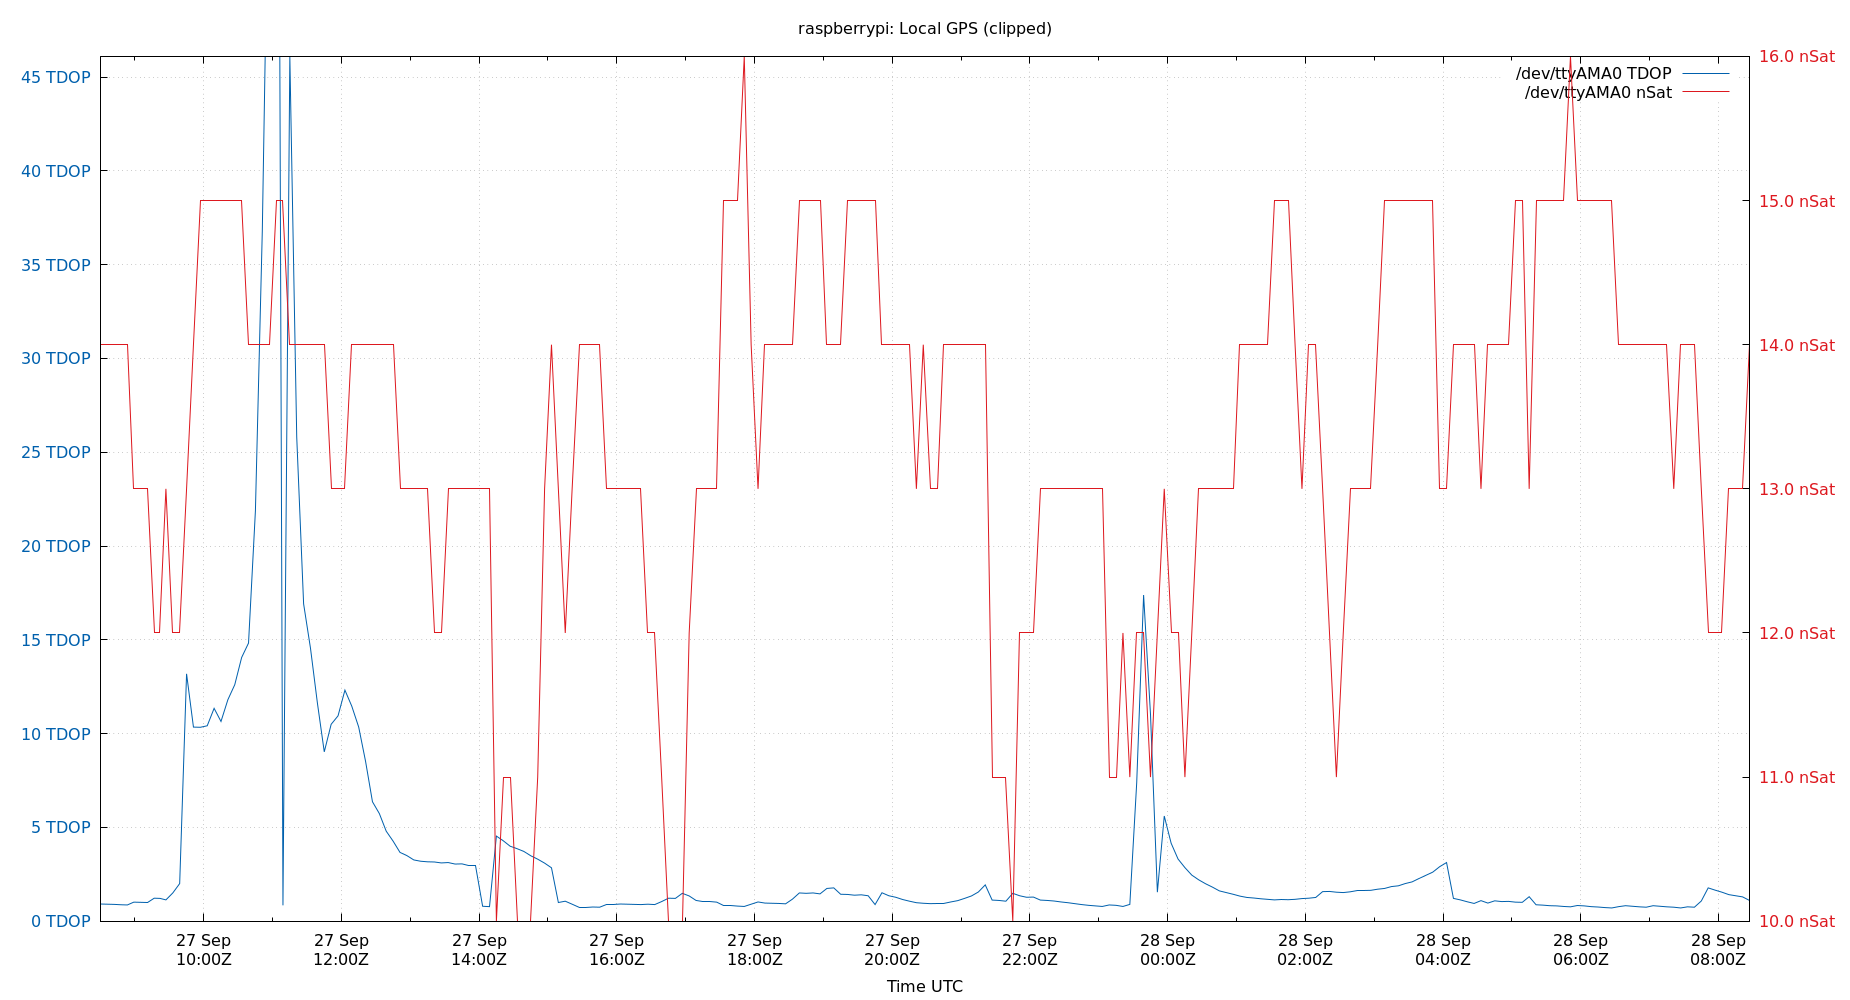 raspberrypi: Local GPS (clipped)
/dev/ttyAMA0 TDOP
/dev/ttyAMA0 nSat
45 TDOP
40 TDOP
35 TDOP
30 TDOP
25 TDOP
20 TDOP
15 TDOP
10 TDOP
5 TDOP
0 TDOP
16.0 nSat
15.0 nSat
14.0 nSat
13.0 nSat
12.0 nSat
11.0 nSat
10.0 nSat
27 Sep
10:00Z
27 Sep
12:00Z
27 Sep
14:00Z
27 Sep
16:00Z
27 Sep
18:00Z
27 Sep
20:00Z
27 Sep
22:00Z
28 Sep
00:00Z
28 Sep
02:00Z
28 Sep
04:00Z
28 Sep
06:00Z
28 Sep
08:00Z
Time UTC